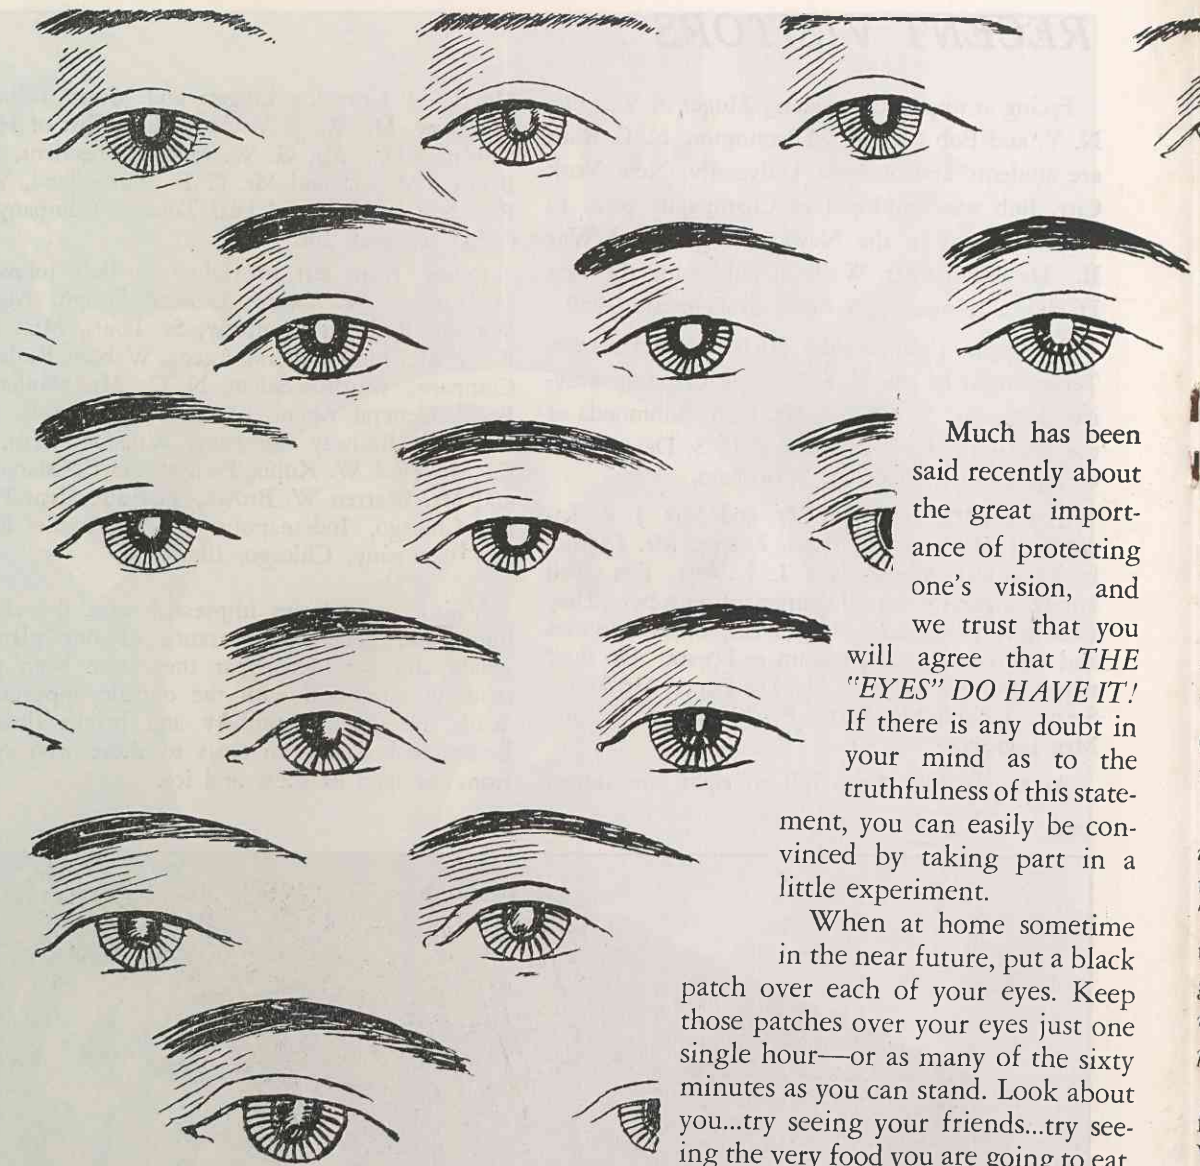 Much has been
said recently about
the great import-
ance of protecting
one's vision, and
we trust that you
will agree that THE
"EYES" DO HAVE IT!
If there is any doubt in
your mind as to the
truthfulness of this state-
ment, you can easily be con-
vinced by taking part in a
little experiment.
When at home sometime
in the near future, put a black
patch over each of your eyes. Keep
those patches over your eyes just one
single hour—or as many of the sixty
minutes as you can stand. Look about
you...try seeing your friends...try see-
ing the very food you are going to eat.